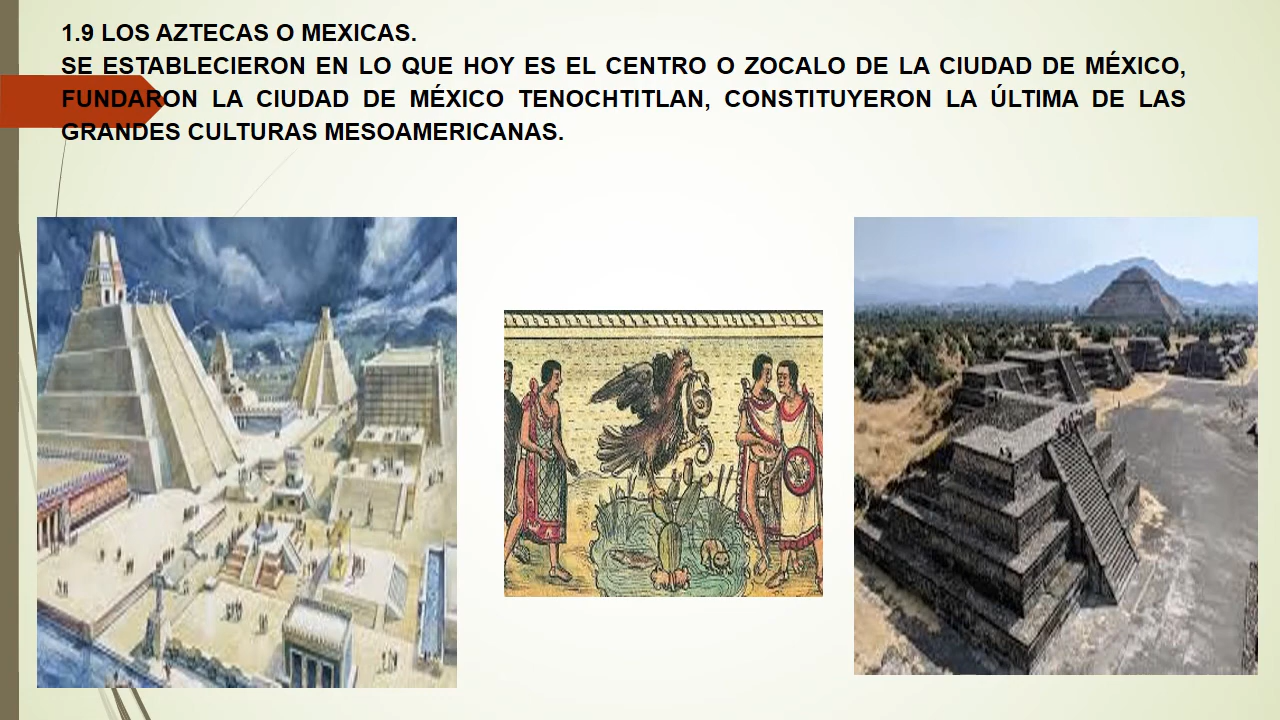 1.9 LOS AZTECAS O MEXICAS.
SE ESTABLECIERON EN LO QUE HOY ES EL CENTRO O ZOCALO DE LA CIUDAD DE MÉXICO,
FUNDARON LA CIUDAD DE MÉXICO TENOCHTITLAN, CONSTITUYERON LA ÚLTIMA DE LAS
GRANDES CULTURAS MESOAMERICANAS.